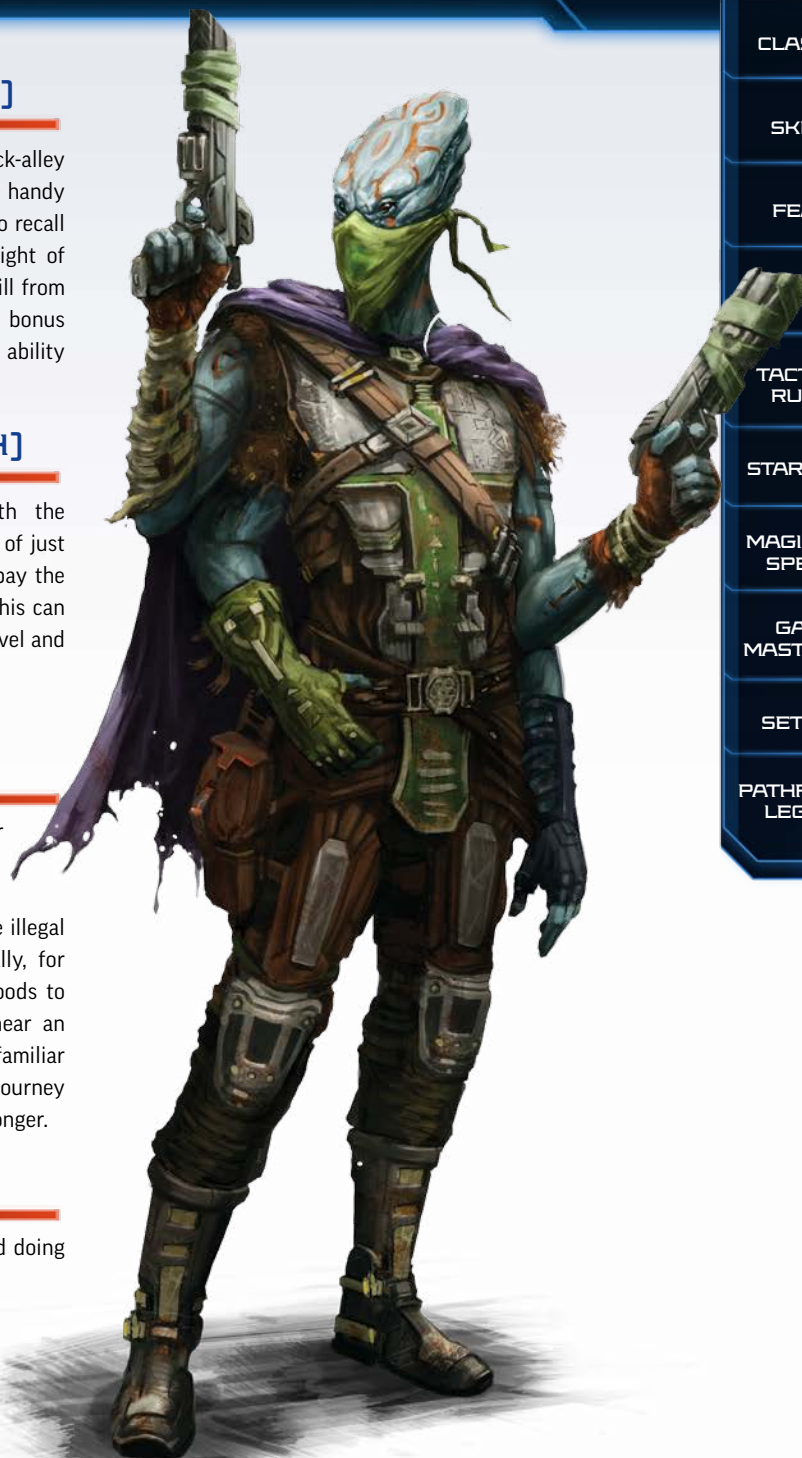 ]
ck-alley
handy
o recall
ight of
ill from
bonus
ability
H]
th the
of just
pay the
his can
vel and
r
e illegal
lly, for
oods to
near an
familiar
ourney
onger.
d doing
CLAS
SKI
FEA
TACT
RU
STAR
MAGI
SPE
GA
MAST
SET
PATHF
LEG